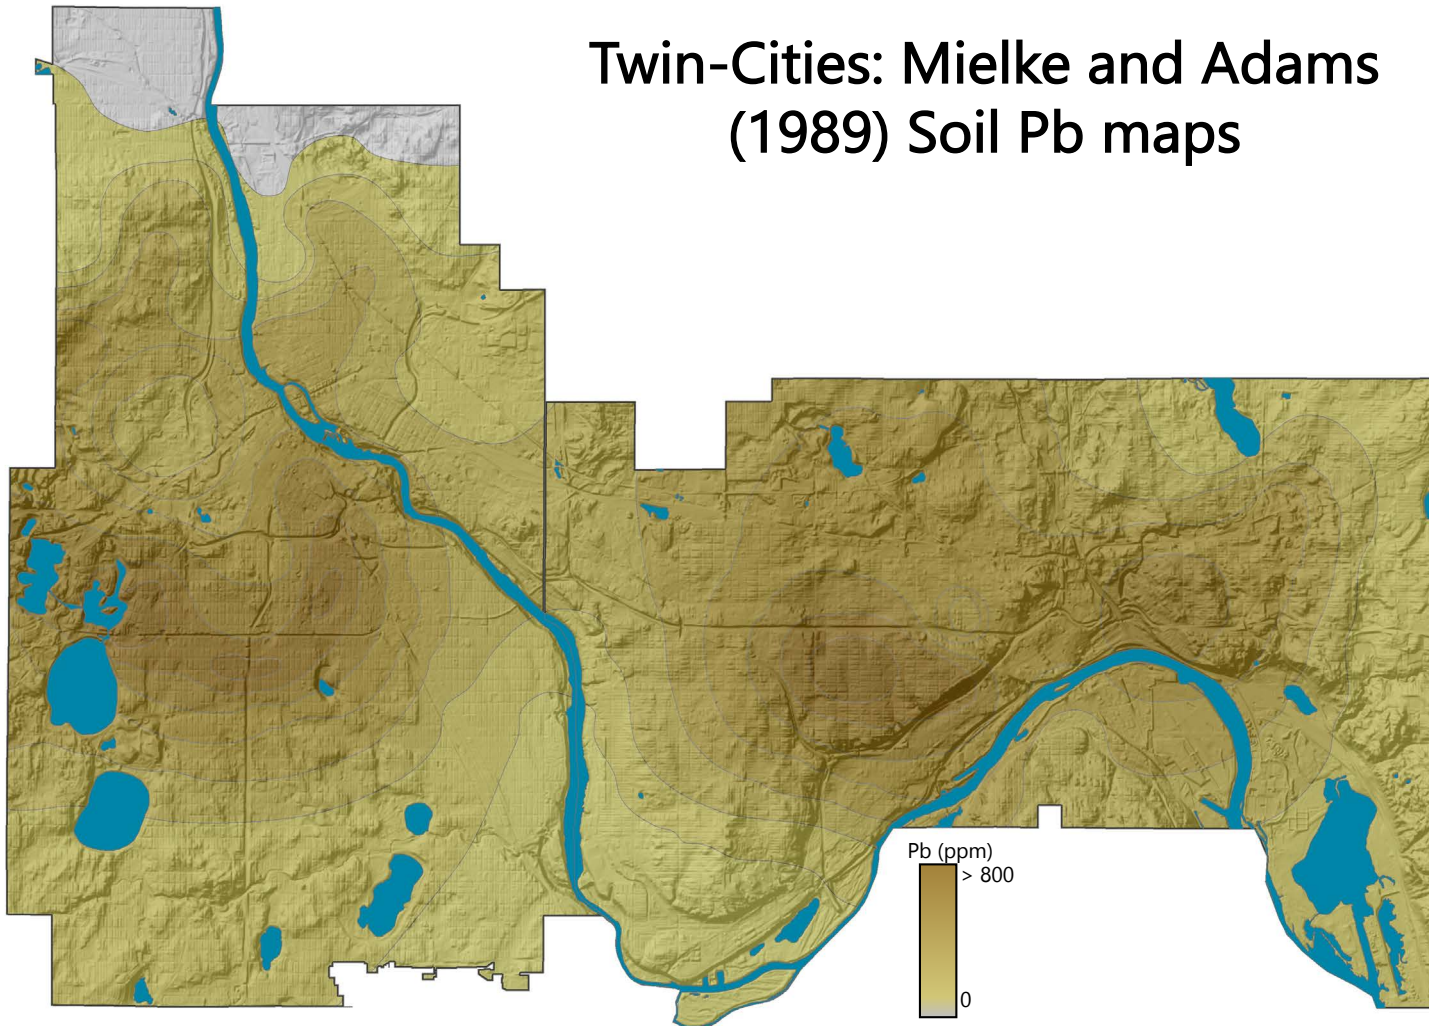 Twin-Cities: Mielke and Adams
(1989) Soil Pb maps
Pb (ppm)
> 800
0